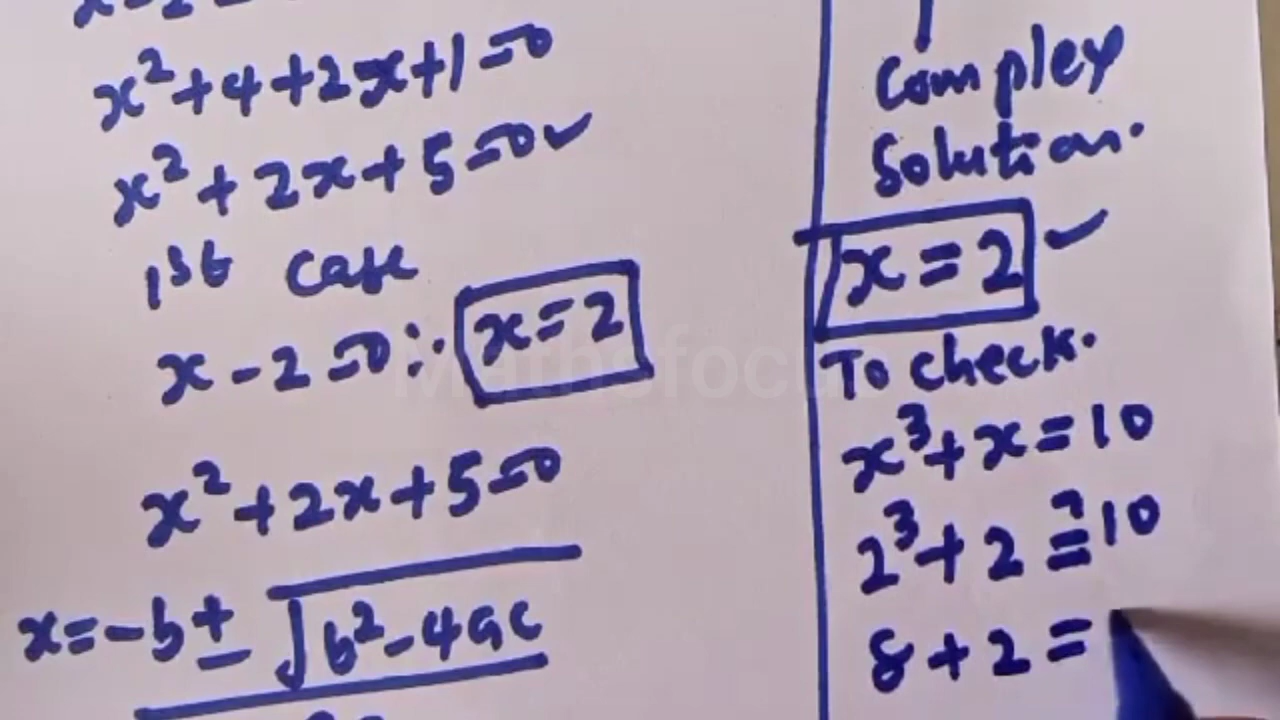 x²+4+2x+1=0
x²+2x+5=0✓
1st case
x-2=0∴ x=2
x²+2x+5=0
x=-b±√b²-4ac
Complex
Solution.
x=2 ✓
To check.
x³+x=10
2³+2≟10
8+2=